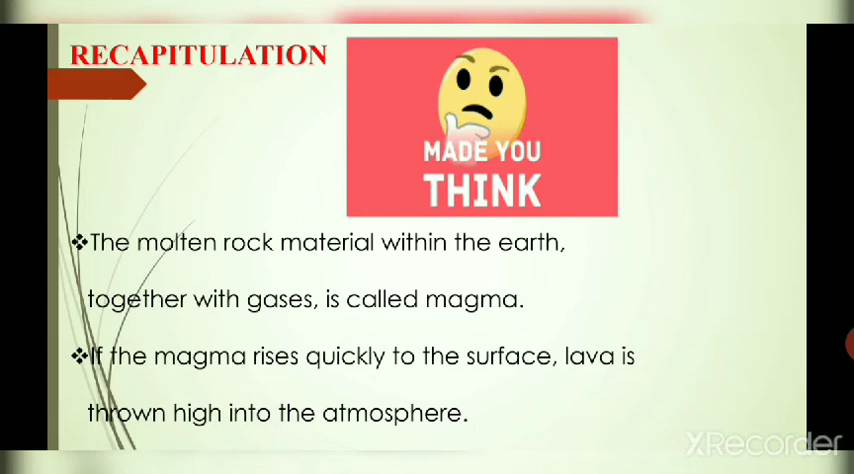 RECAPITULATION
MADE YOU
THINK
❖The molten rock material within the earth,
together with gases, is called magma.
❖If the magma rises quickly to the surface, lava is
thrown high into the atmosphere.
XRecorder